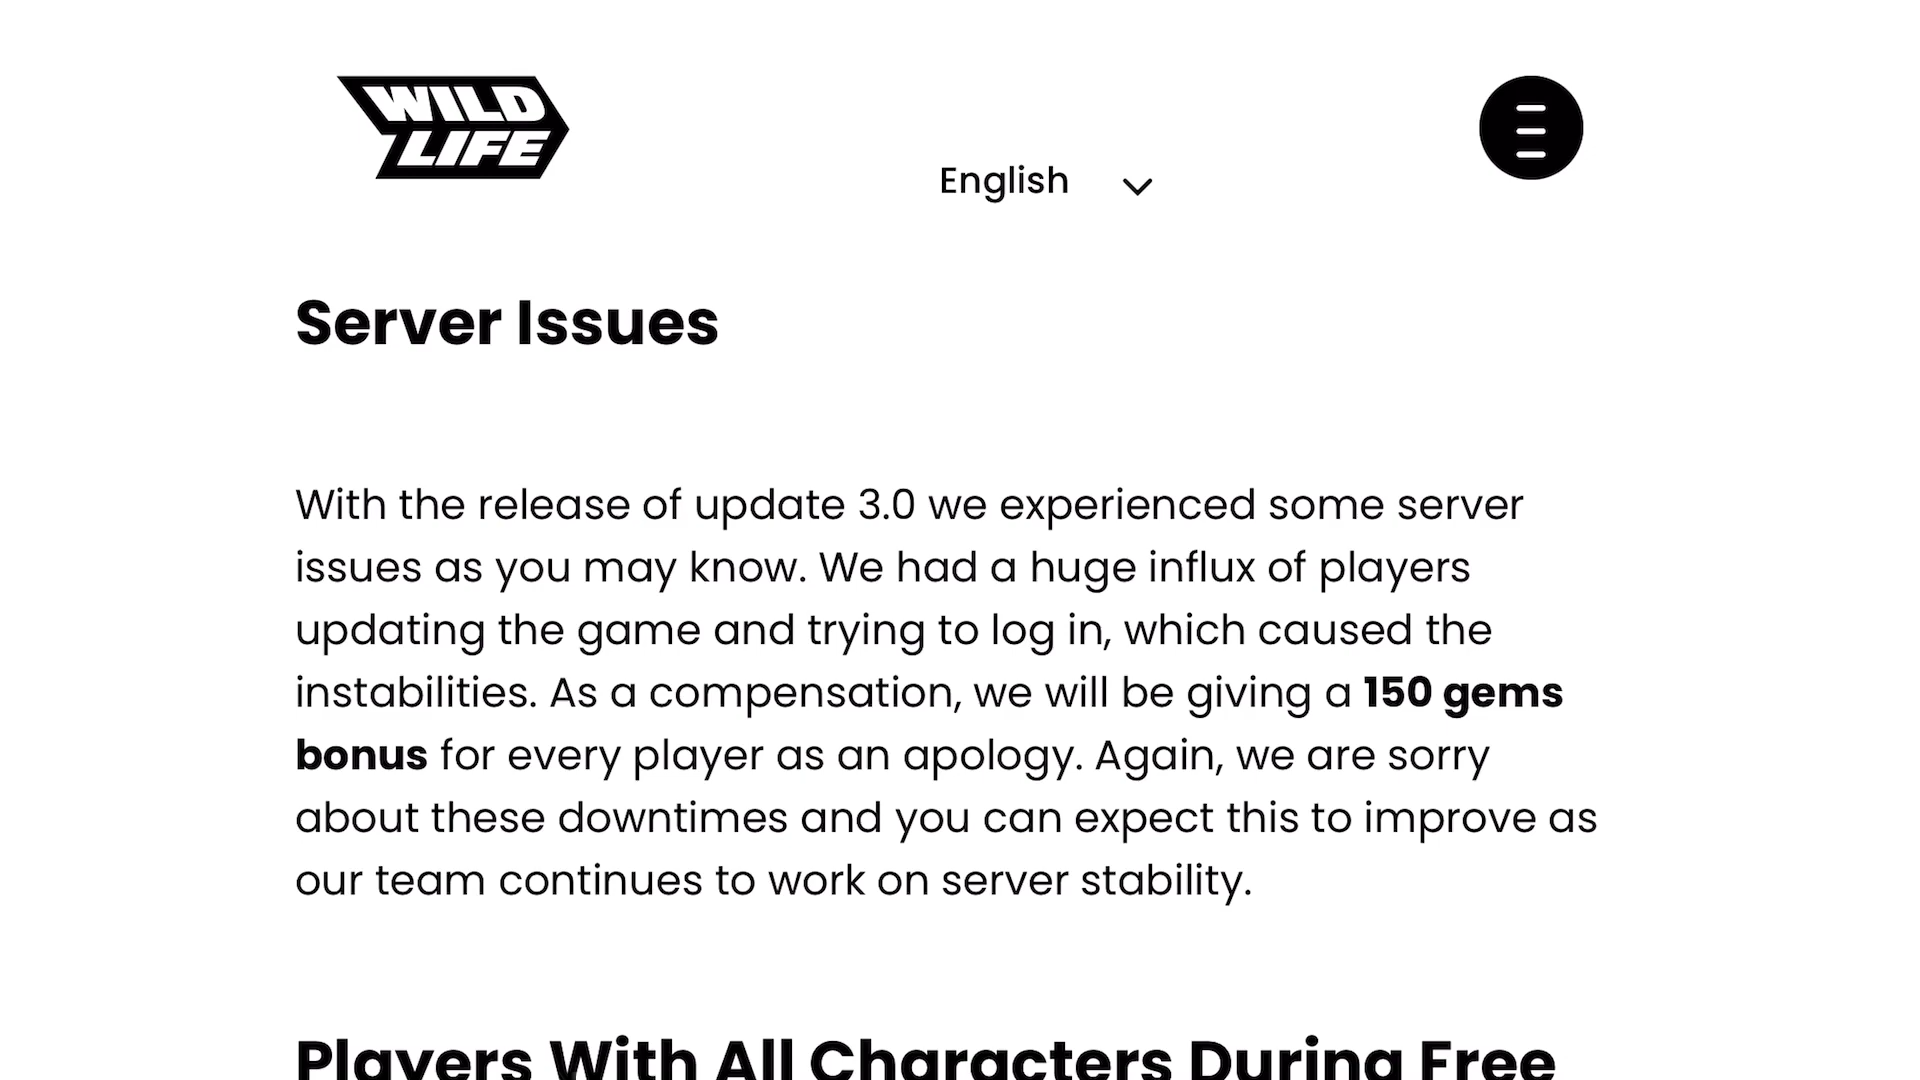 WILD
LIFE
English
Server Issues
With the release of update 3.0 we experienced some server
issues as you may know. We had a huge influx of players
updating the game and trying to log in, which caused the
instabilities. As a compensation, we will be giving a 150 gems
bonus for every player as an apology. Again, we are sorry
about these downtimes and you can expect this to improve as
our team continues to work on server stability.
Players With All Characters During Free